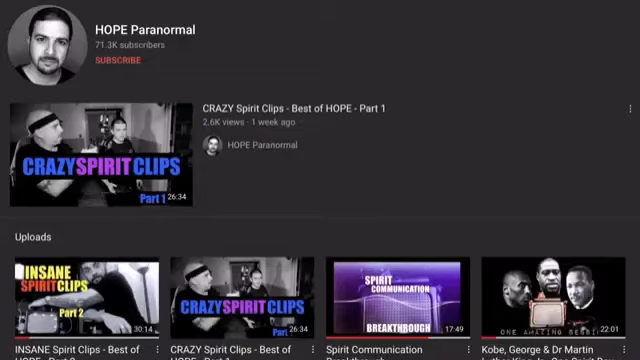 HOPE Paranormal
71.3K subscribers
SUBSCRIBE
CRAZY SPIRIT CLIPS
Part 1
26:34
CRAZY Spirit Clips - Best of HOPE - Part 1
2.6K views · 1 week ago
HOPE Paranormal
Uploads
INSANE
SPIRIT CLIPS
Part 2
30:14
CRAZY SPIRIT CLIPS
Part 1
26:34
SPIRIT
COMMUNICATION
BREAKTHROUGH
17:49
ONE AMAZING SESSI
22:01
INSANE Spirit Clips - Best of
CRAZY Spirit Clips - Best of
Spirit Communication
Kobe, George & Dr Martin